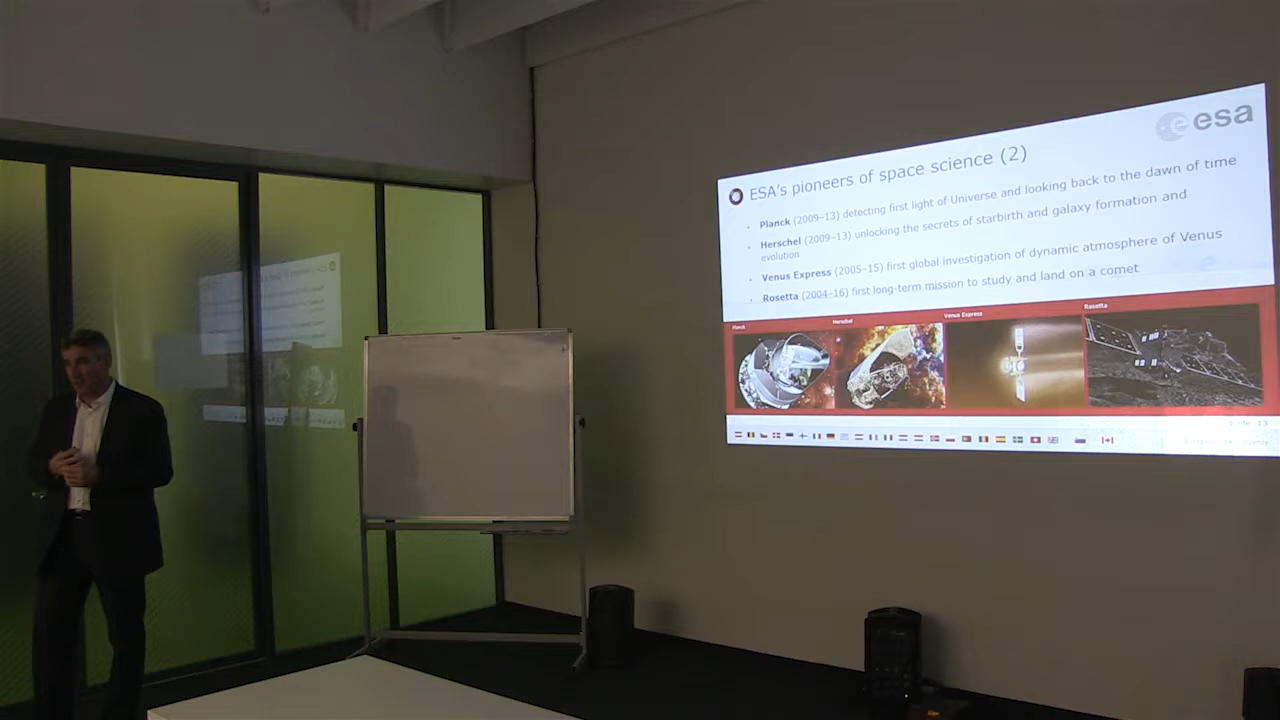 esa
ESA's pioneers of space science (2)
Planck (2009–13) detecting first light of Universe and looking back to the dawn of time
Herschel (2009–13) unlocking the secrets of starbirth and galaxy formation and
evolution
Venus Express (2005–15) first global investigation of dynamic atmosphere of Venus
Rosetta (2004–16) first long-term mission to study and land on a comet
Planck
Herschel
Venus Express
Rosetta